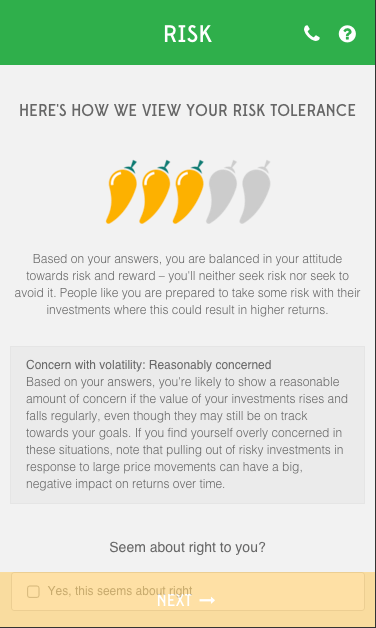 RISK
HERE'S HOW WE VIEW YOUR RISK TOLERANCE
Based on your answers, you are balanced in your attitude
towards risk and reward – you'll neither seek risk nor seek to
avoid it. People like you are prepared to take some risk with their
investments where this could result in higher returns.
Concern with volatility: Reasonably concerned
Based on your answers, you're likely to show a reasonable
amount of concern if the value of your investments rises and
falls regularly, even though they may still be on track
towards your goals. If you find yourself overly concerned in
these situations, note that pulling out of risky investments in
response to large price movements can have a big,
negative impact on returns over time.
Seem about right to you?
Yes, this seems about right
NEXT →